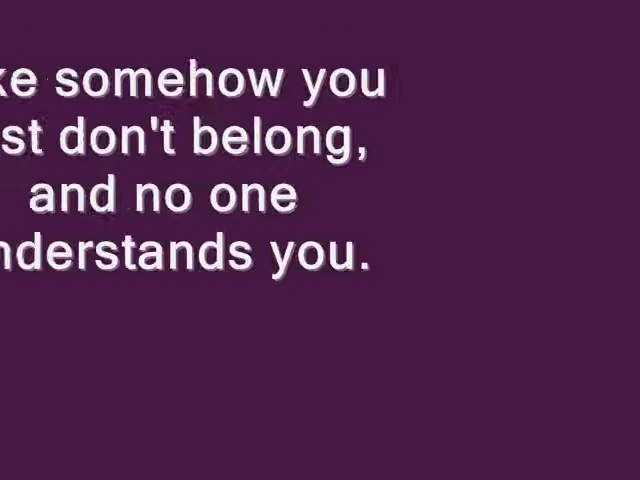 ke somehow you
st don't belong,
and no one
nderstands you.